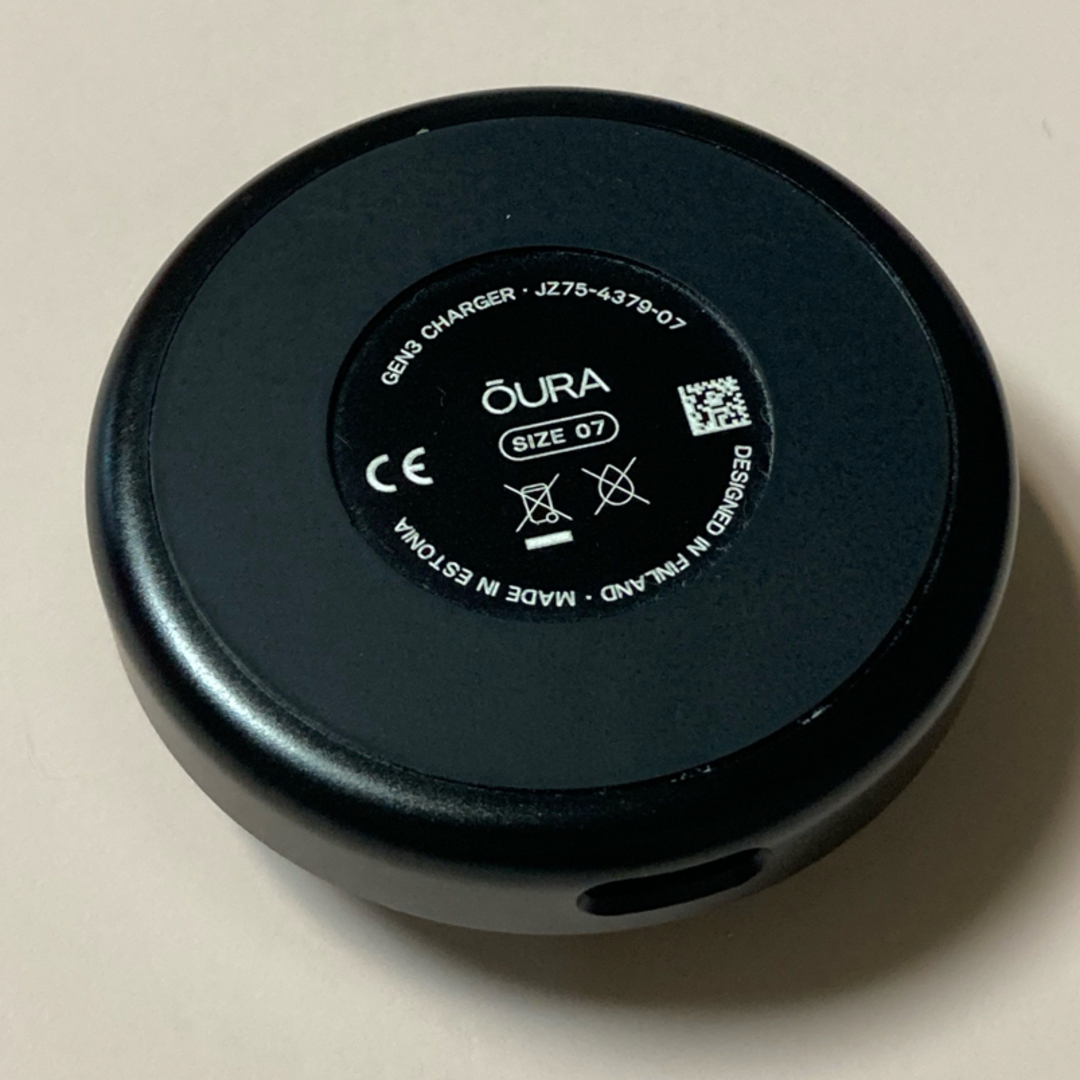 GEN3 CHARGER · JZ75-4379-07
ŌURA
SIZE 07
CE
DESIGNED IN FINLAND · MADE IN ESTONIA